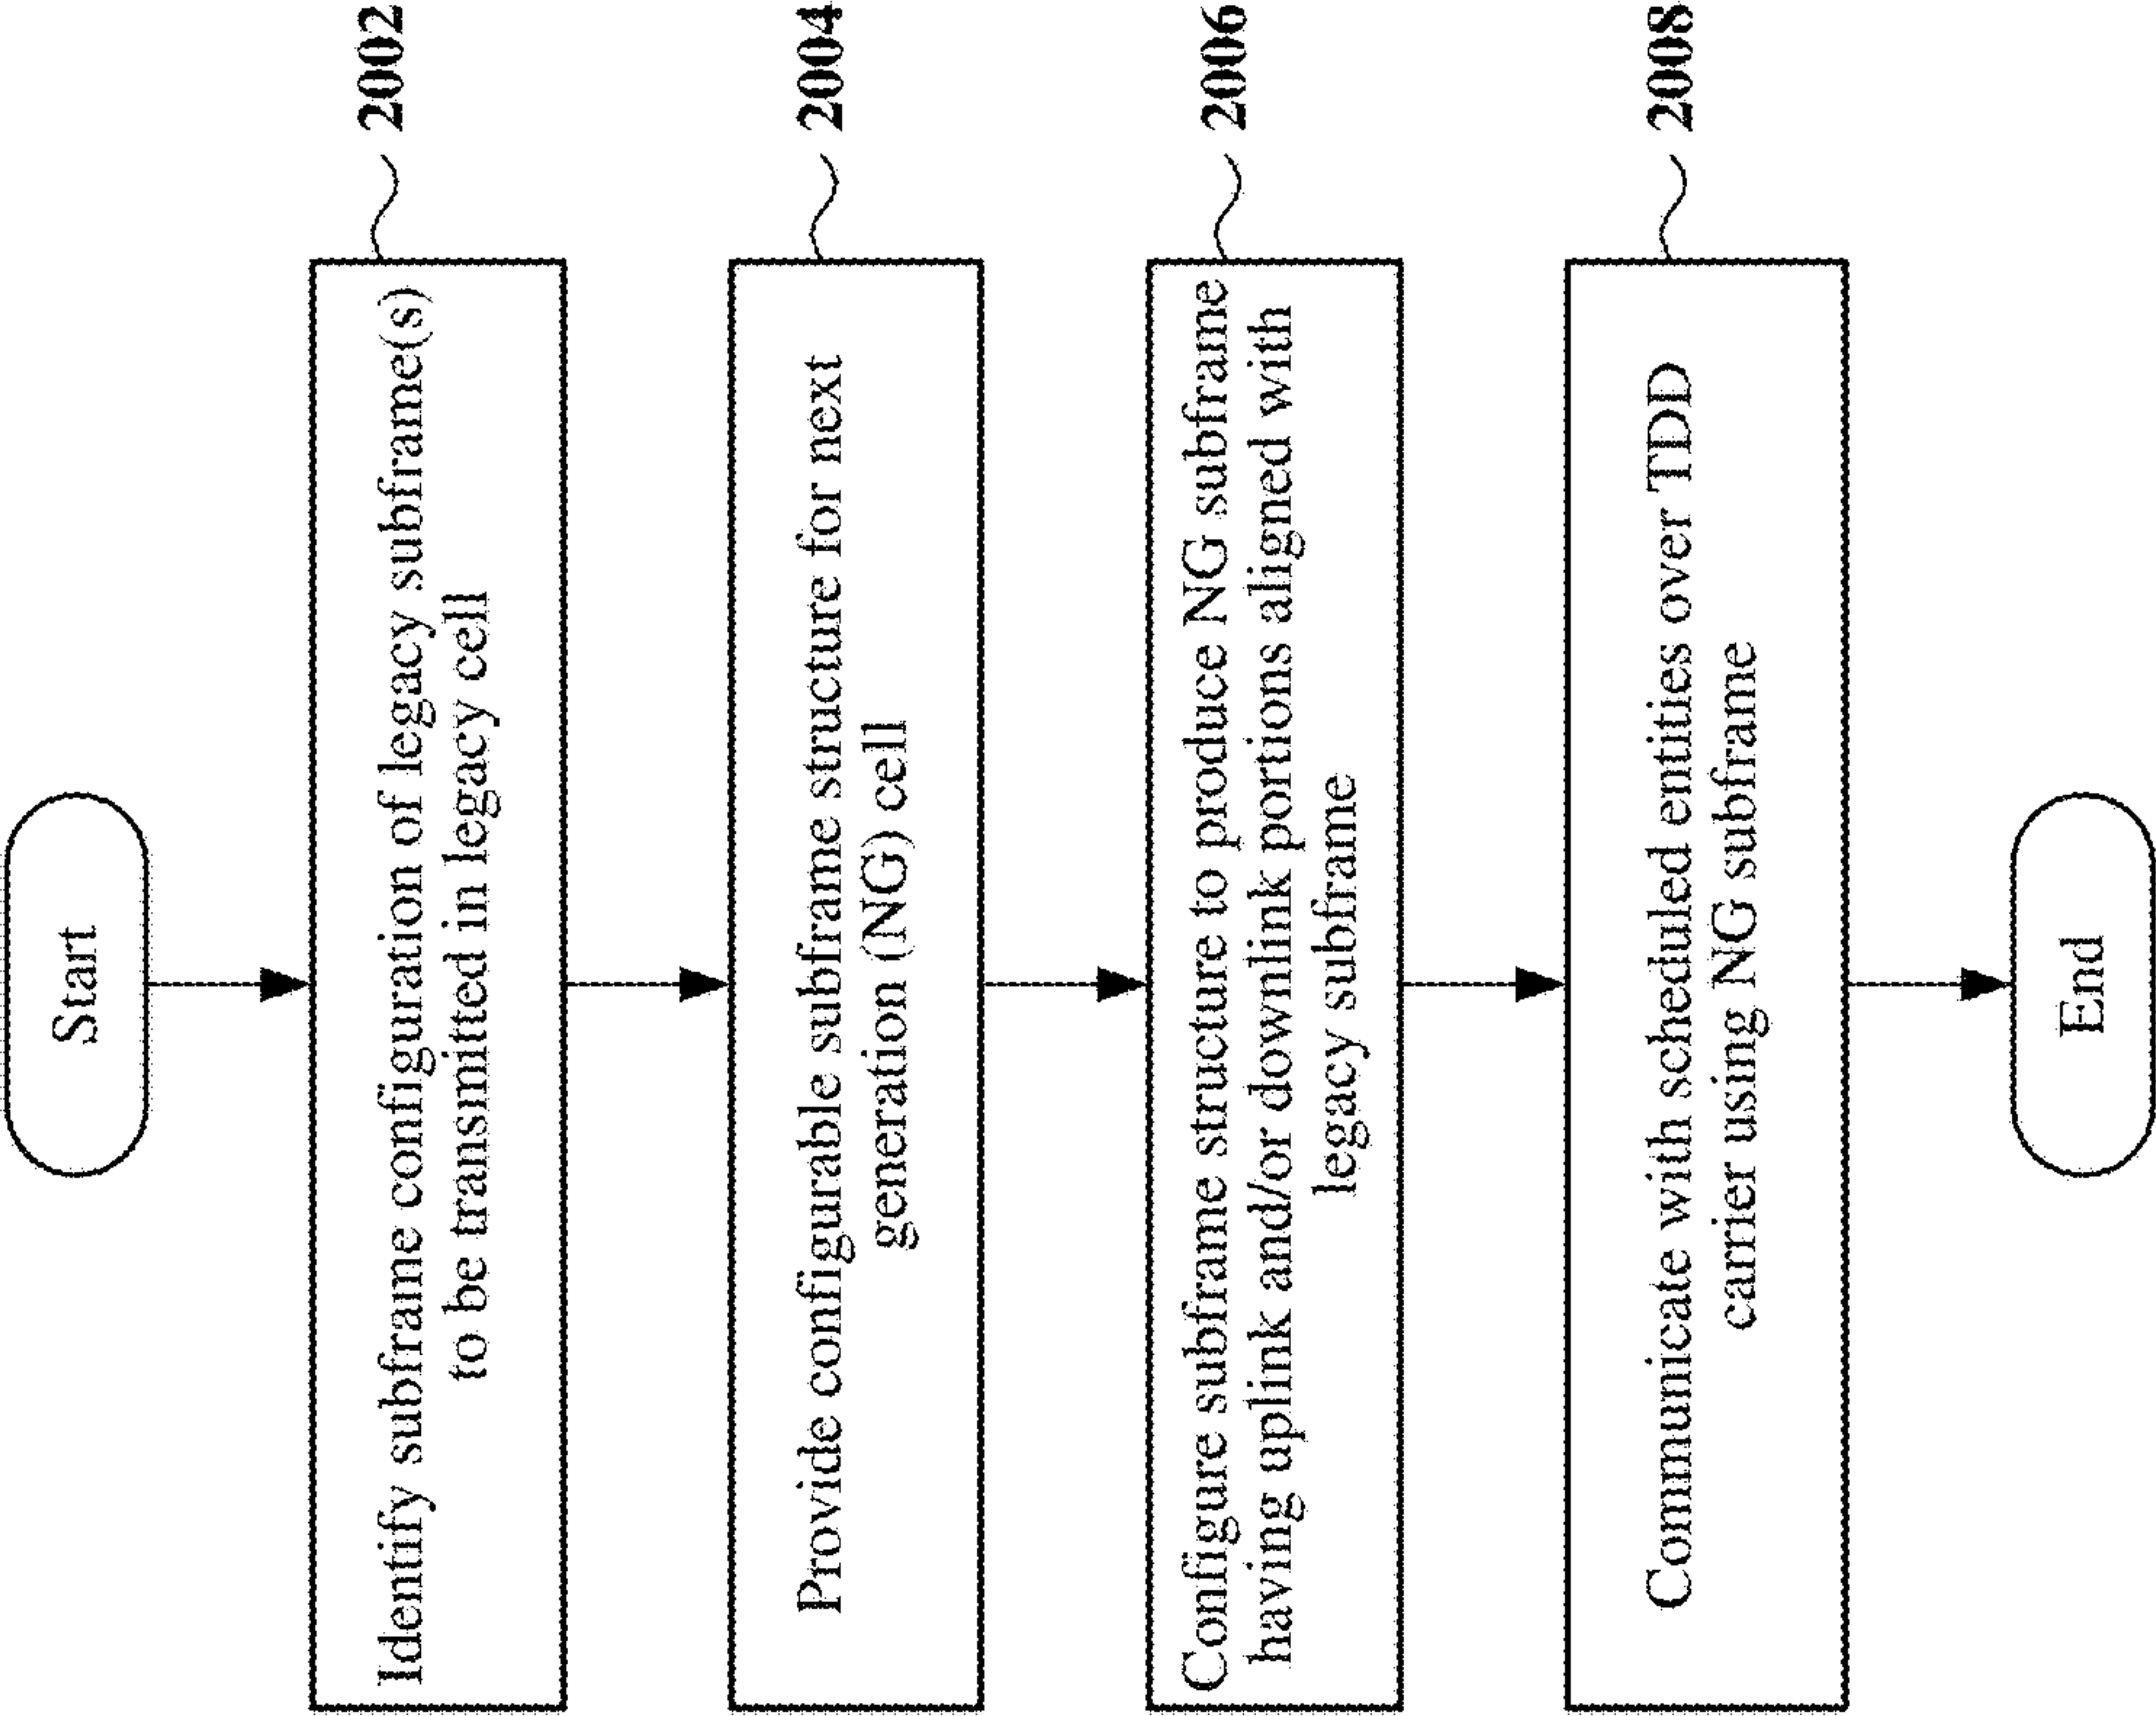 Start
2002
Identify subframe configuration of legacy subframe(s)
to be transmitted in legacy cell
2004
Provide configurable subframe structure for next
generation (NG) cell
2006
Configure subframe structure to produce NG subframe
having uplink and/or downlink portions aligned with
legacy subframe
2008
Communicate with scheduled entities over TDD
carrier using NG subframe
End